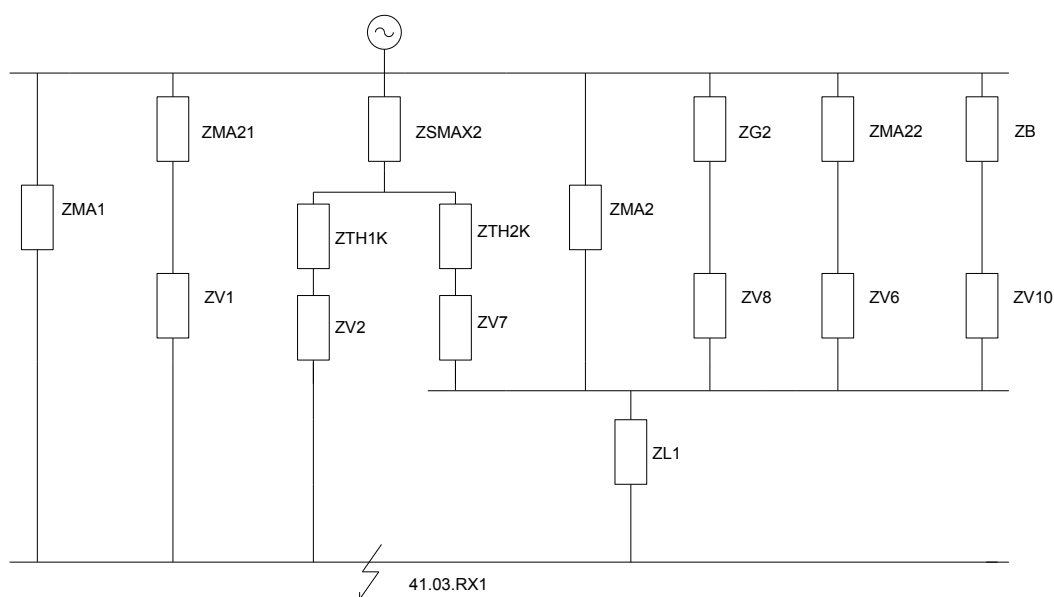 ZMA21
ZSMAX2
ZG2
ZMA22
ZB
ZMA1
ZTH1K
ZTH2K
ZMA2
ZV1
ZV2
ZV7
ZV8
ZV6
ZV10
ZL1
41.03.RX1